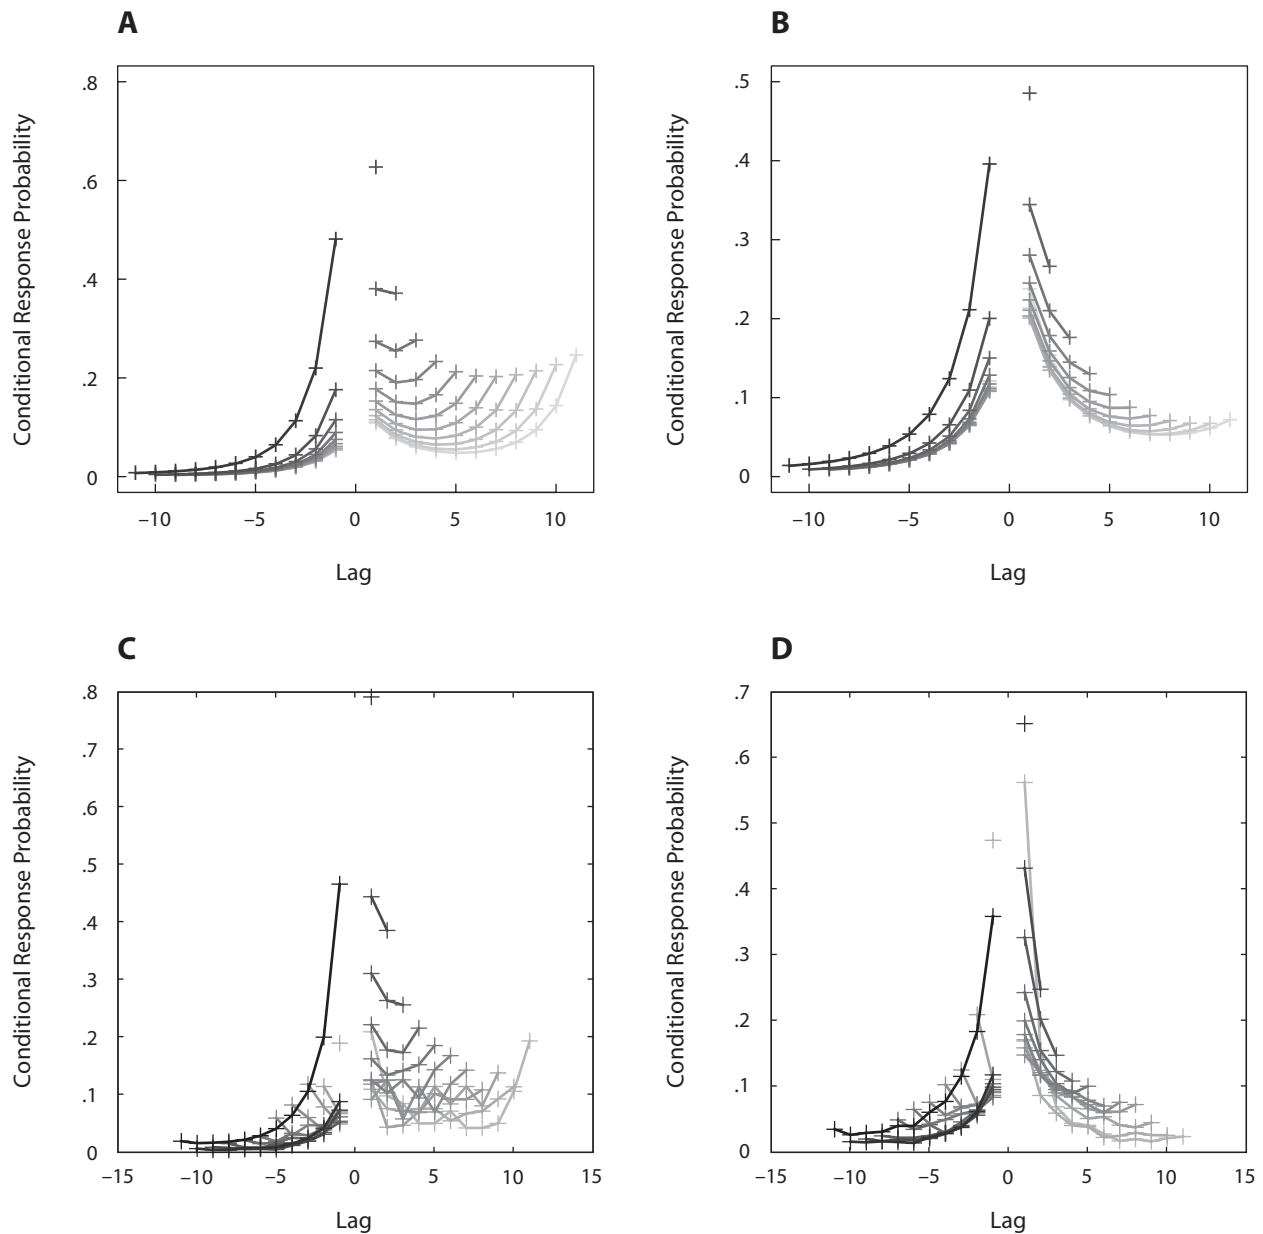 A
.8
.6
.4
.2
0
–10 –5 0 5 10
Lag
Conditional Response Probability
B
.5
.4
.3
.2
.1
0
–10 –5 0 5 10
Lag
Conditional Response Probability
C
.8
.7
.6
.5
.4
.3
.2
.1
0
–15 –10 –5 0 5 10 15
Lag
Conditional Response Probability
D
.7
.6
.5
.4
.3
.2
.1
0
–15 –10 –5 0 5 10 15
Lag
Conditional Response Probability